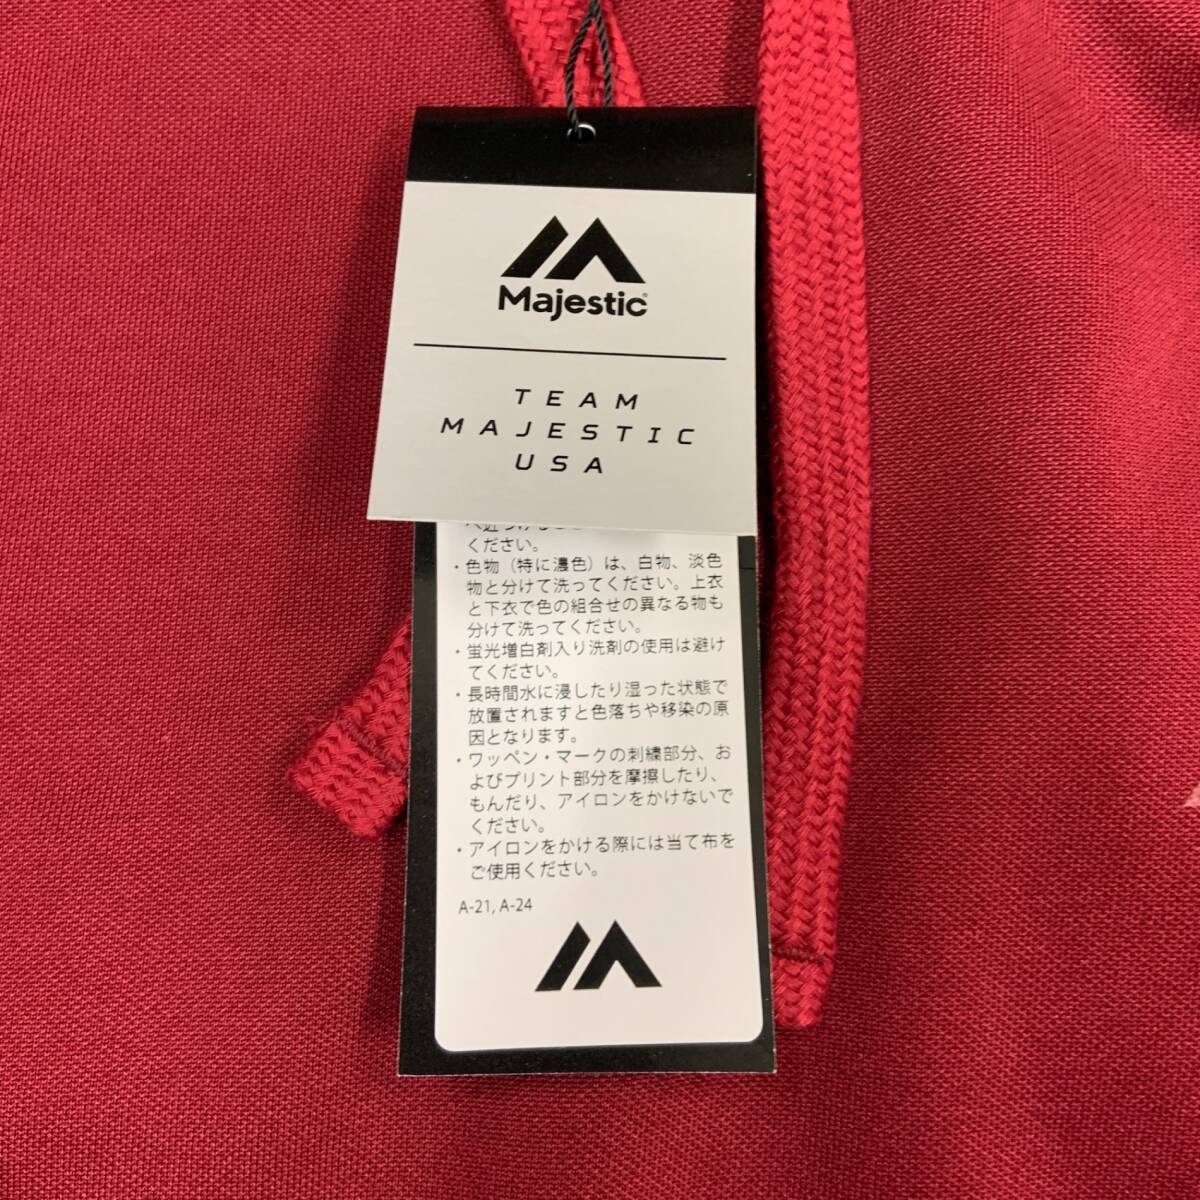 Majestic
TEAM
MAJESTIC
USA
ください。
・色物（特に濃色）は、白物、淡色
物と分けて洗ってください。上衣
と下衣で色の組合せの異なる物も
分けて洗ってください。
・蛍光増白剤入り洗剤の使用は避け
てください。
・長時間水に浸したり湿った状態で
放置されますと色落ちや移染の原
因となります。
・ワッペン・マークの刺繍部分、お
よびプリント部分を摩擦したり、
もんだり、アイロンをかけないで
ください。
・アイロンをかける際には当て布を
ご使用ください。
A-21, A-24